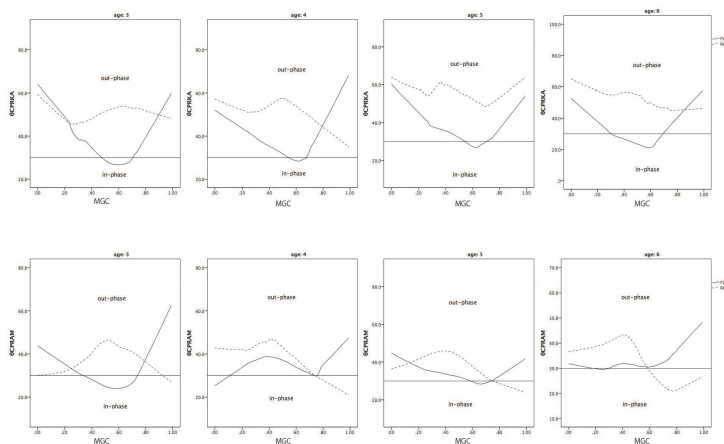 age: 3
age: 4
age: 5
age: 6
θCPRKA
80.0
60.0
40.0
20.0
out-phase
in-phase
.00 .20 .40 .60 .80 1.00
MGC
θCPRKA
80.0
60.0
40.0
20.0
out-phase
in-phase
.00 .20 .40 .60 .80 1.00
MGC
θCPRKA
80.0
60.0
40.0
20.0
out-phase
in-phase
.00 .20 .40 .60 .80 1.00
MGC
θCPRKA
100.0
80.0
60.0
40.0
20.0
.0
out-phase
in-phase
.00 .20 .40 .60 .80 1.00
MGC
age: 3
age: 4
age: 5
age: 6
θCPRAM
80.0
60.0
40.0
20.0
out-phase
in-phase
.00 .20 .40 .60 .80 1.00
MGC
θCPRAM
80.0
60.0
40.0
20.0
out-phase
in-phase
.00 .20 .40 .60 .80 1.00
MGC
θCPRAM
80.0
60.0
40.0
20.0
out-phase
in-phase
.00 .20 .40 .60 .80 1.00
MGC
θCPRAM
70.0
60.0
50.0
40.0
30.0
20.0
10.0
out-phase
in-phase
.00 .20 .40 .60 .80 1.00
MGC